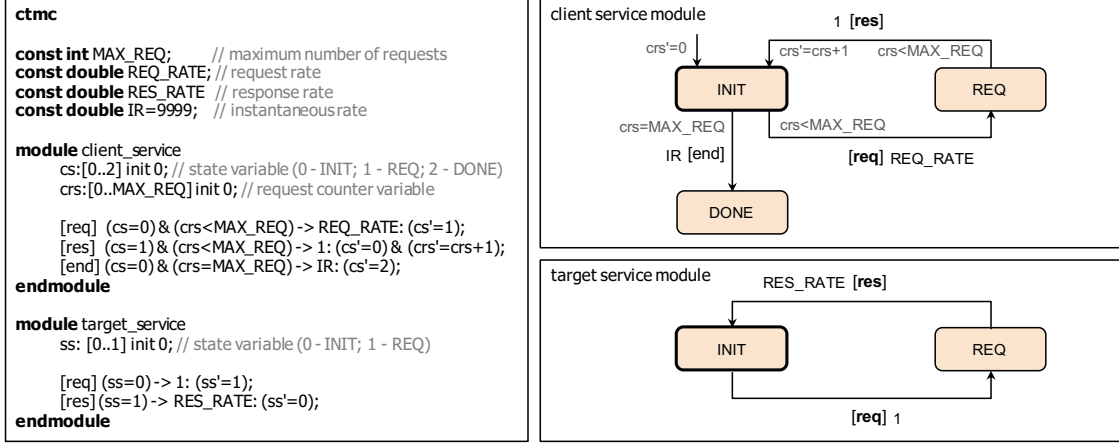 ctmc
const int MAX_REQ; // maximum number of requests
const double REQ_RATE; // request rate
const double RES_RATE // response rate
const double IR=9999; // instantaneous rate
module client_service
cs:[0..2] init 0; // state variable (0 - INIT; 1 - REQ; 2 - DONE)
crs:[0..MAX_REQ] init 0; // request counter variable
[req] (cs=0) & (crs<MAX_REQ) -> REQ_RATE: (cs'=1);
[res] (cs=1) & (crs<MAX_REQ) -> 1: (cs'=0) & (crs'=crs+1);
[end] (cs=0) & (crs=MAX_REQ) -> IR: (cs'=2);
endmodule
module target_service
ss: [0..1] init 0; // state variable (0 - INIT; 1 - REQ)
[req] (ss=0) -> 1: (ss'=1);
[res] (ss=1) -> RES_RATE: (ss'=0);
endmodule
client service module
1 [res]
crs'=0
crs'=crs+1 crs<MAX_REQ
INIT
REQ
crs=MAX_REQ
crs<MAX_REQ
IR [end]
[req] REQ_RATE
DONE
target service module
RES_RATE [res]
INIT
REQ
[req] 1